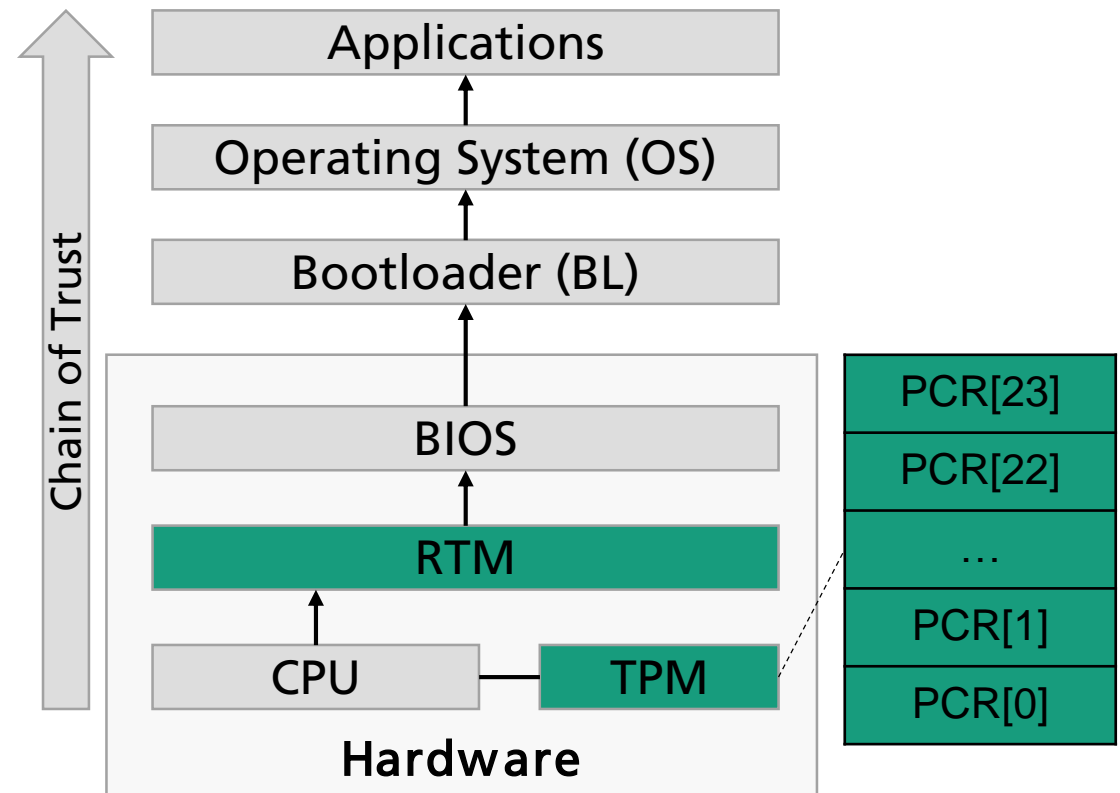 Applications
Operating System (OS)
Bootloader (BL)
Chain of Trust
BIOS
RTM
CPU
TPM
Hardware
PCR[23]
PCR[22]
...
PCR[1]
PCR[0]